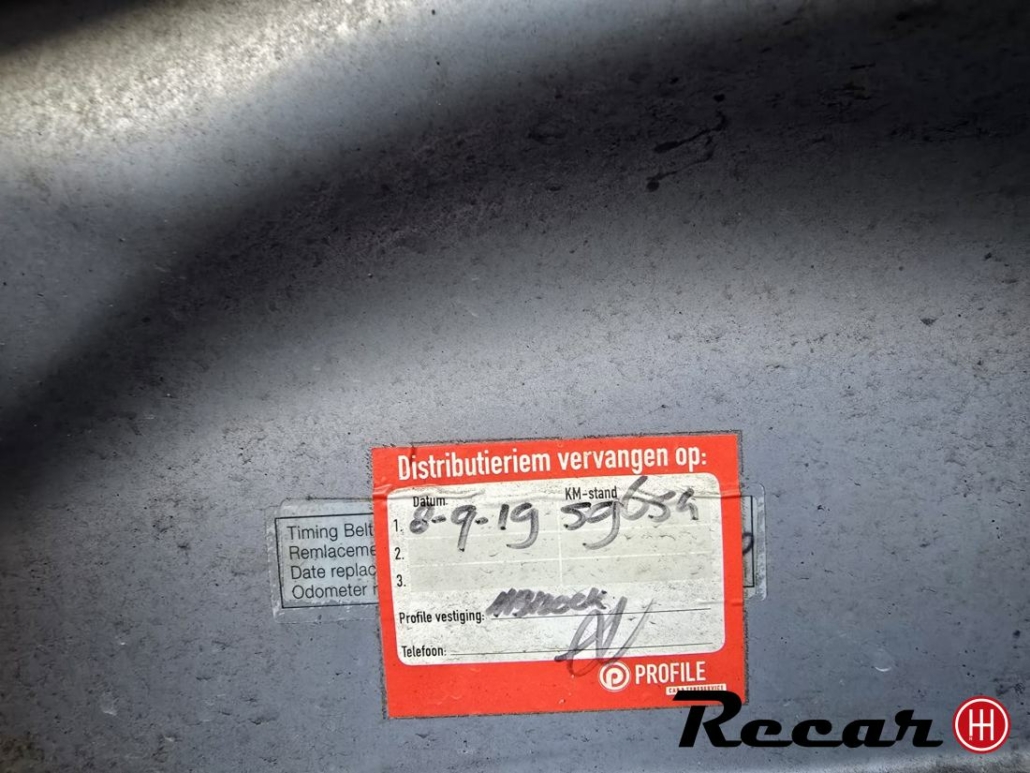 Distributieriem vervangen op:
Datum: KM-stand
1. 8-9-19 59654
2.
3.
Profile vestiging:
Telefoon:
PROFILE
Timing Belt
Remlaceme
Date replac
Odometer r
Recar H